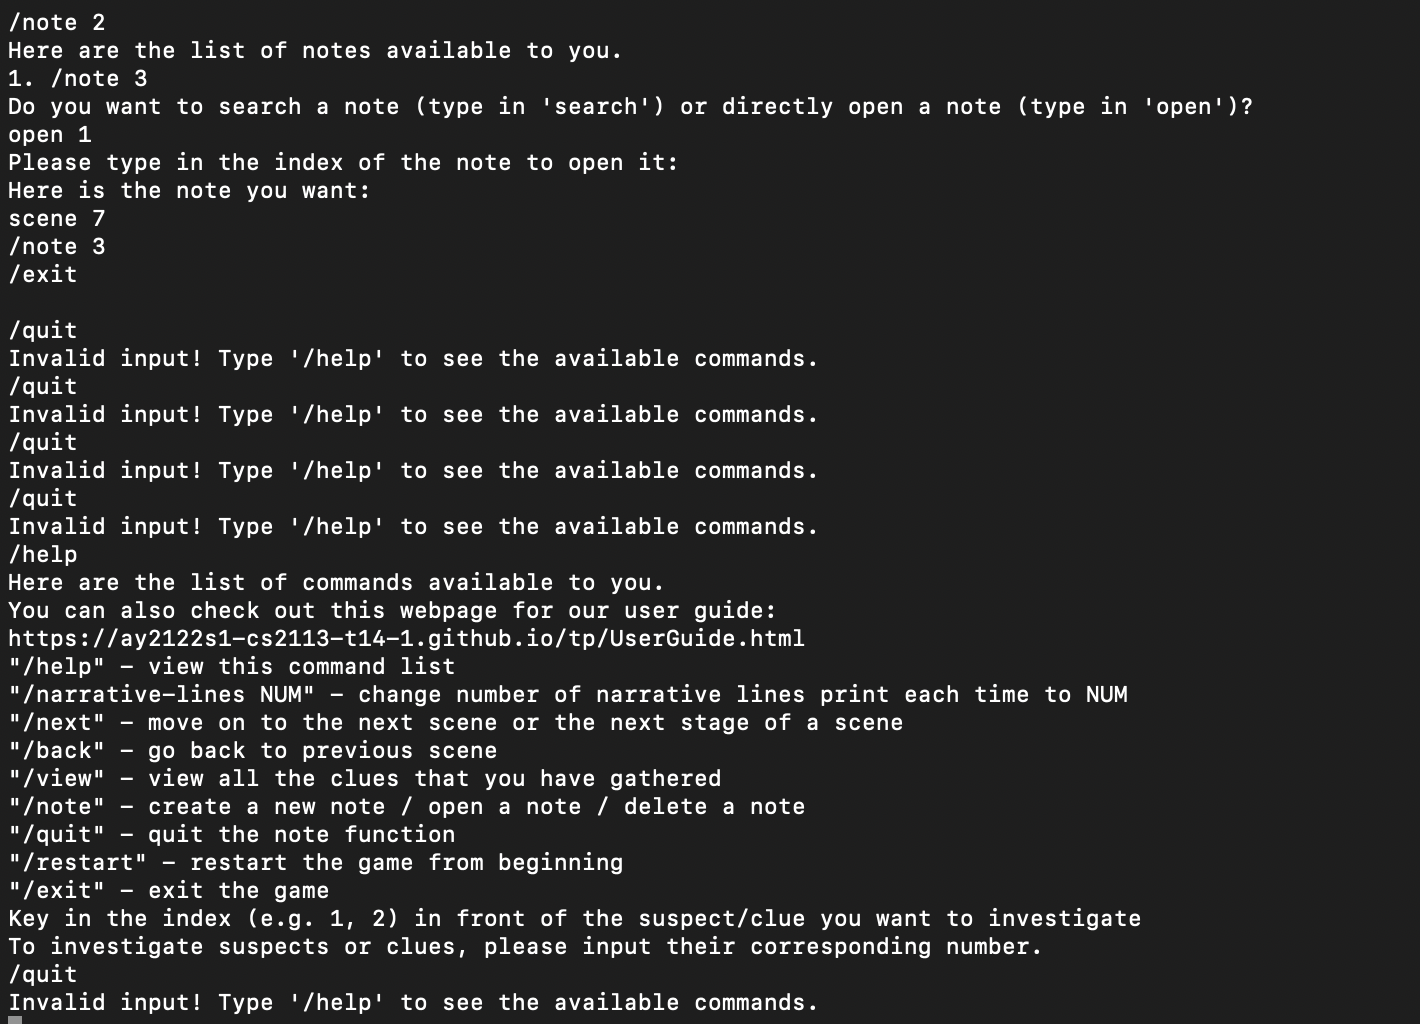 /note 2
Here are the list of notes available to you.
1. /note 3
Do you want to search a note (type in 'search') or directly open a note (type in 'open')?
open 1
Please type in the index of the note to open it:
Here is the note you want:
scene 7
/note 3
/exit

/quit
Invalid input! Type '/help' to see the available commands.
/quit
Invalid input! Type '/help' to see the available commands.
/quit
Invalid input! Type '/help' to see the available commands.
/quit
Invalid input! Type '/help' to see the available commands.
/help
Here are the list of commands available to you.
You can also check out this webpage for our user guide:
https://ay2122s1-cs2113-t14-1.github.io/tp/UserGuide.html
"/help" – view this command list
"/narrative-lines NUM" – change number of narrative lines print each time to NUM
"/next" – move on to the next scene or the next stage of a scene
"/back" – go back to previous scene
"/view" – view all the clues that you have gathered
"/note" – create a new note / open a note / delete a note
"/quit" – quit the note function
"/restart" – restart the game from beginning
"/exit" – exit the game
Key in the index (e.g. 1, 2) in front of the suspect/clue you want to investigate
To investigate suspects or clues, please input their corresponding number.
/quit
Invalid input! Type '/help' to see the available commands.